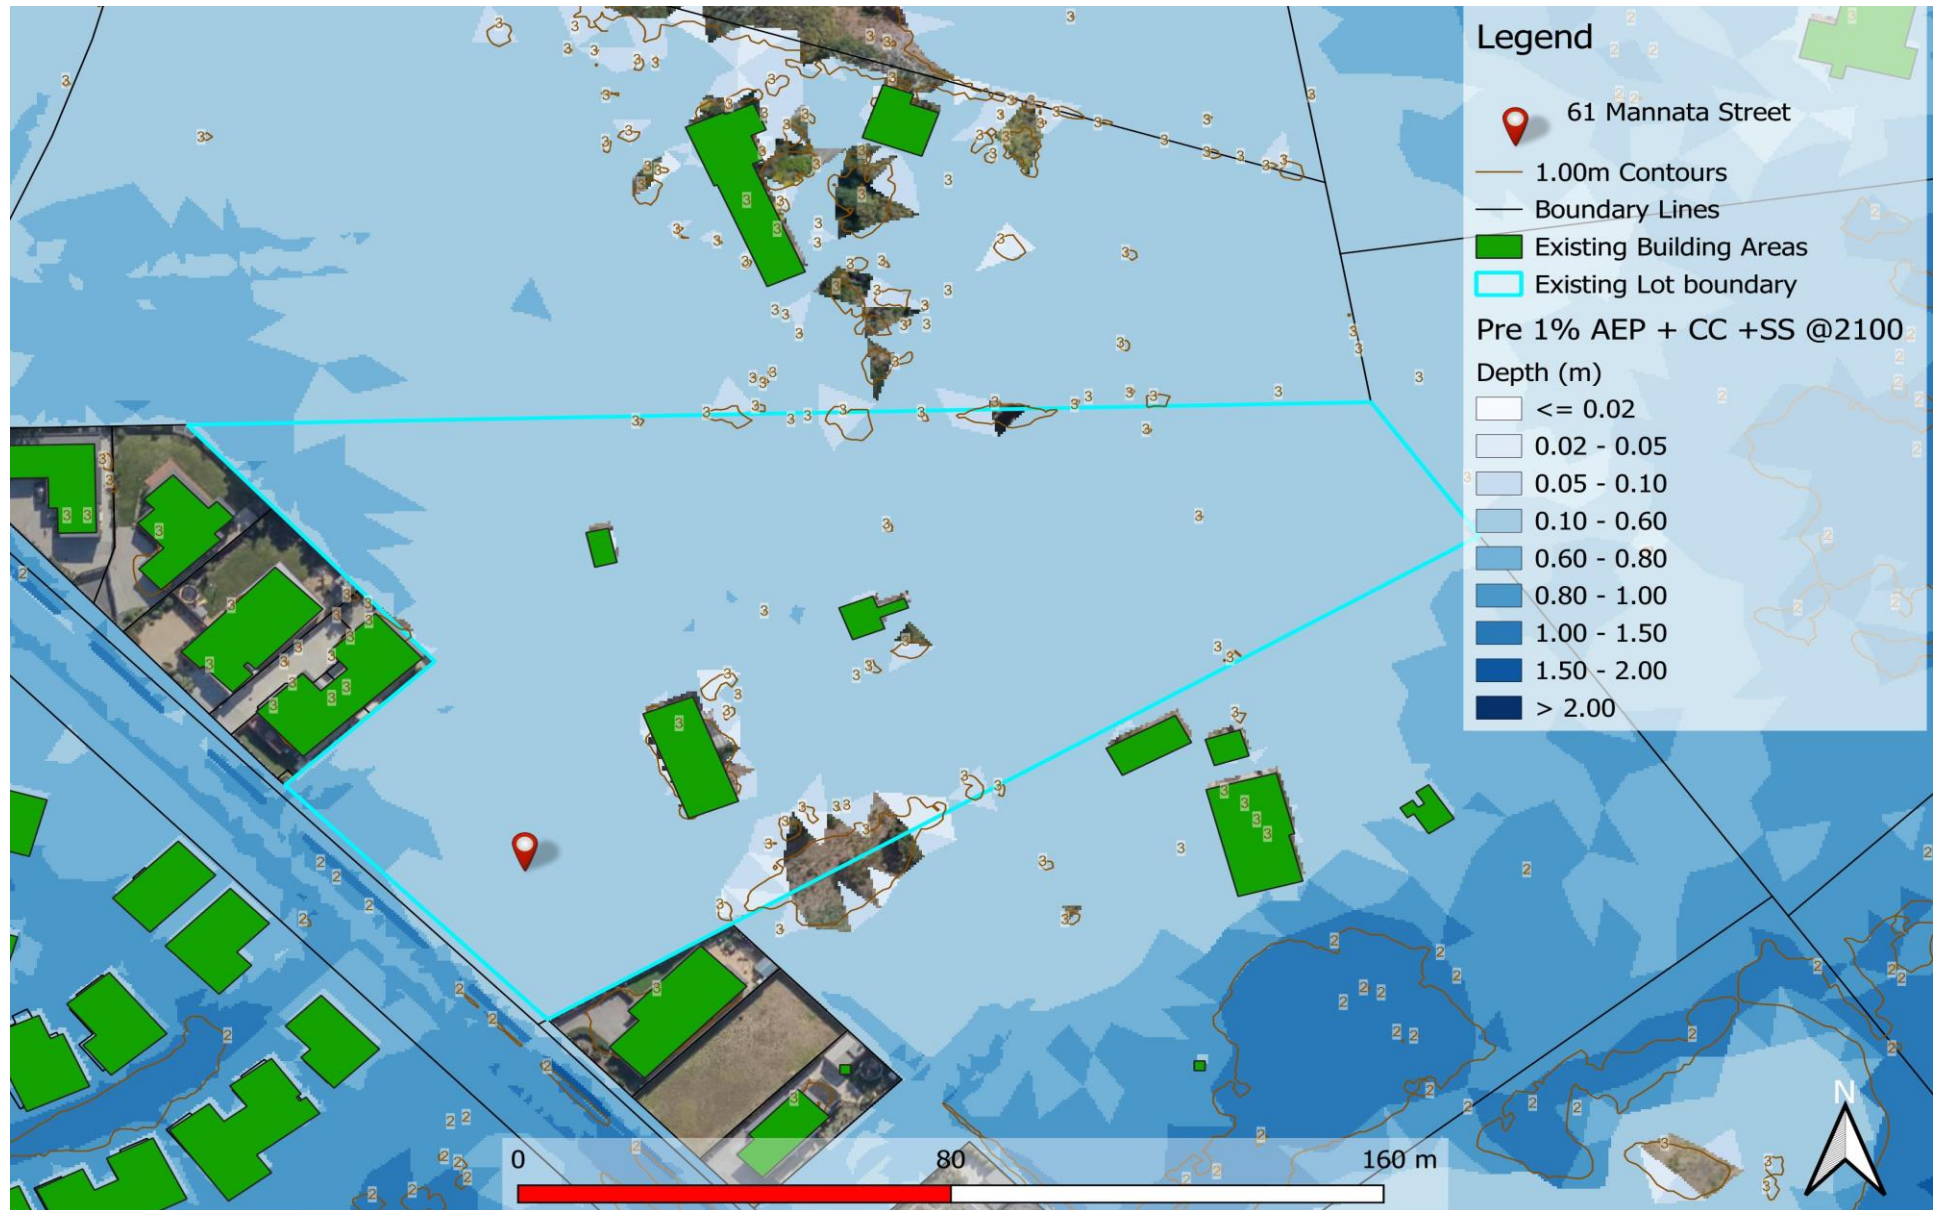 Legend
61 Mannata Street
1.00m Contours
Boundary Lines
Existing Building Areas
Existing Lot boundary
Pre 1% AEP + CC +SS @2100
Depth (m)
<= 0.02
0.02 - 0.05
0.05 - 0.10
0.10 - 0.60
0.60 - 0.80
0.80 - 1.00
1.00 - 1.50
1.50 - 2.00
> 2.00
N
0 80 160 m